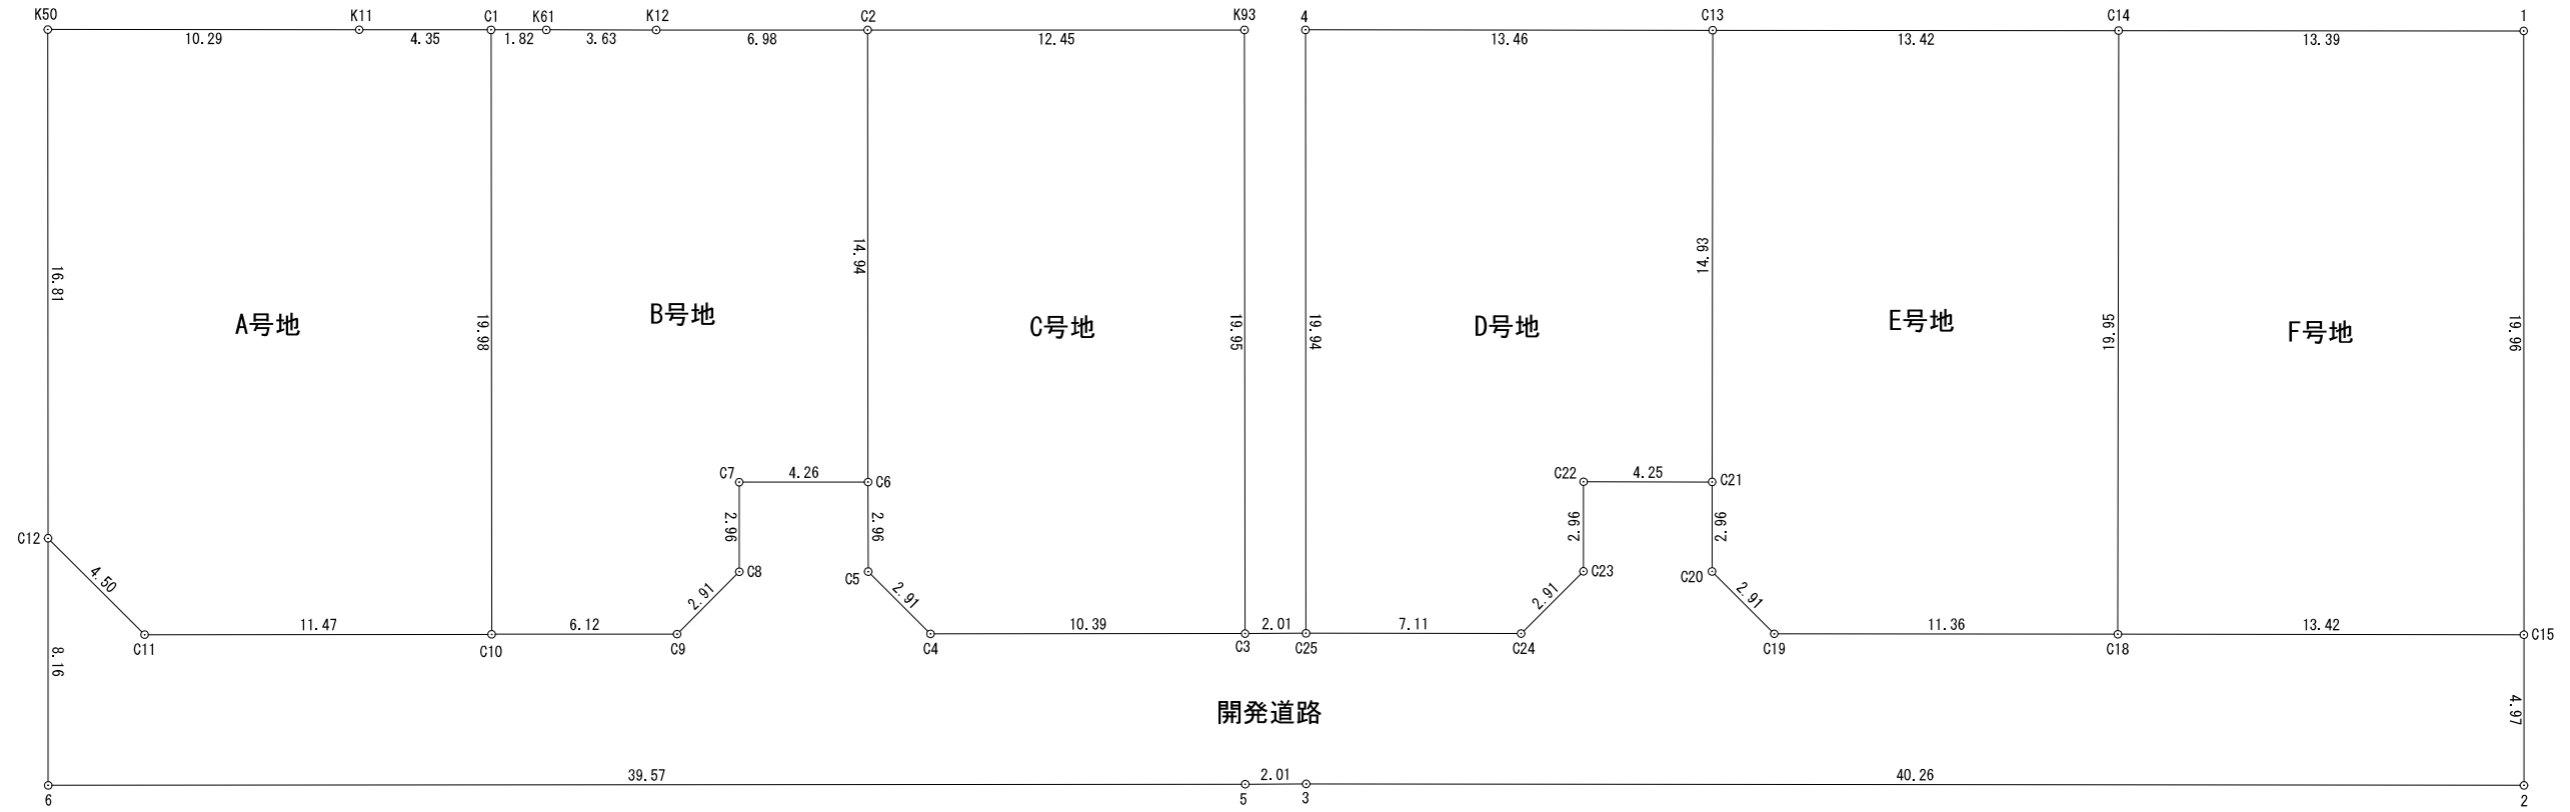 K50 K11 C1 K61 K12 C2 K93 4 C13 C14 1
10.29 4.35 1.82 3.63 6.98 12.45 13.46 13.42 13.39
16.81 19.98 14.94 19.95 19.94 14.93 19.95 19.96
A号地 B号地 C号地 D号地 E号地 F号地
C7 4.26 C6 C22 4.25 C21
2.96 2.96 2.96 2.96
C12 C8 C5 C23 C20
4.50 2.91 2.91 2.91 2.91
11.47 6.12 10.39 2.01 7.11 11.36 13.42 C15
C11 C10 C9 C4 C3 C25 C24 C19 C18
8.16 開発道路 4.97
39.57 2.01 40.26
6 5 3 2